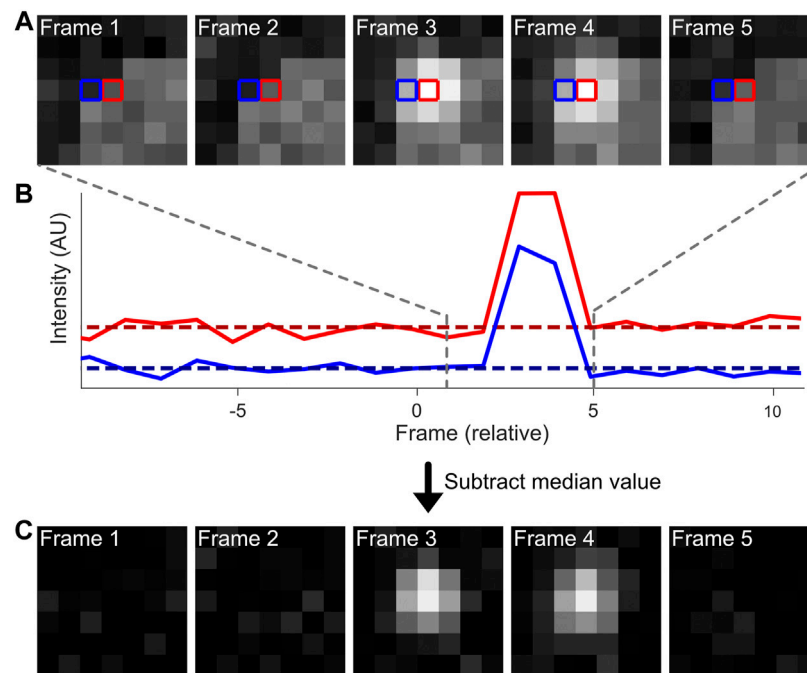 A
Frame 1 Frame 2 Frame 3 Frame 4 Frame 5
B
Intensity (AU)
-5 0 5 10
Frame (relative)
Subtract median value
C
Frame 1 Frame 2 Frame 3 Frame 4 Frame 5